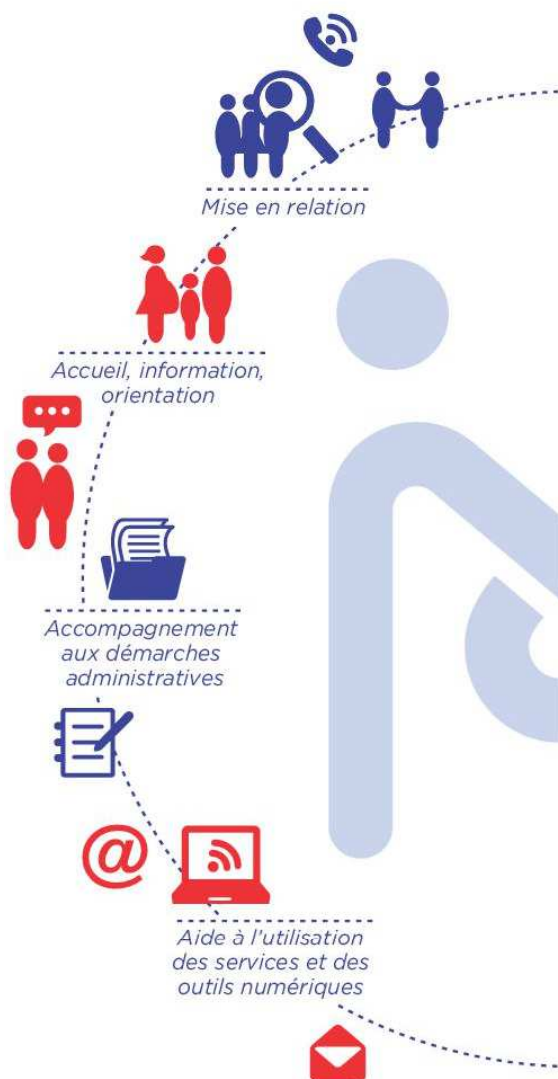 Mise en relation
Accueil, information,
orientation
Accompagnement
aux démarches
administratives
@
Aide à l'utilisation
des services et des
outils numériques